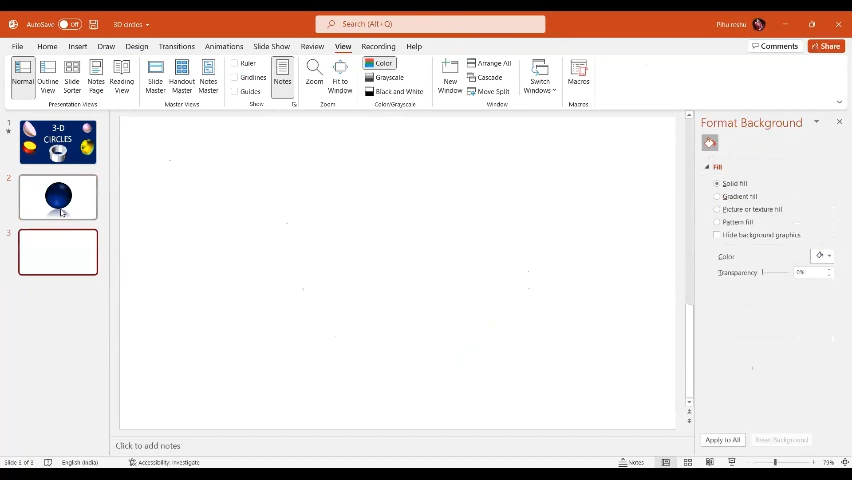 AutoSave Off 3D circles Search (Alt+Q) Pihu reshu
File Home Insert Draw Design Transitions Animations Slide Show Review View Recording Help Comments Share
Normal Outline View Slide Sorter Notes Page Reading View
Presentation Views
Slide Master Handout Master Notes Master
Master Views
Ruler
Gridlines
Guides
Notes
Show
Zoom Fit to Window
Zoom
Color
Grayscale
Black and White
Color/Grayscale
New Window
Arrange All
Cascade
Move Split
Switch Windows
Window
Macros
Macros
1
3-D
CIRCLES
2
3
Format Background
Fill
Solid fill
Gradient fill
Picture or texture fill
Pattern fill
Hide background graphics
Color
Transparency 0%
Apply to All Reset Background
Click to add notes
Slide 3 of 3 English (India) Accessibility: Investigate Notes 79%